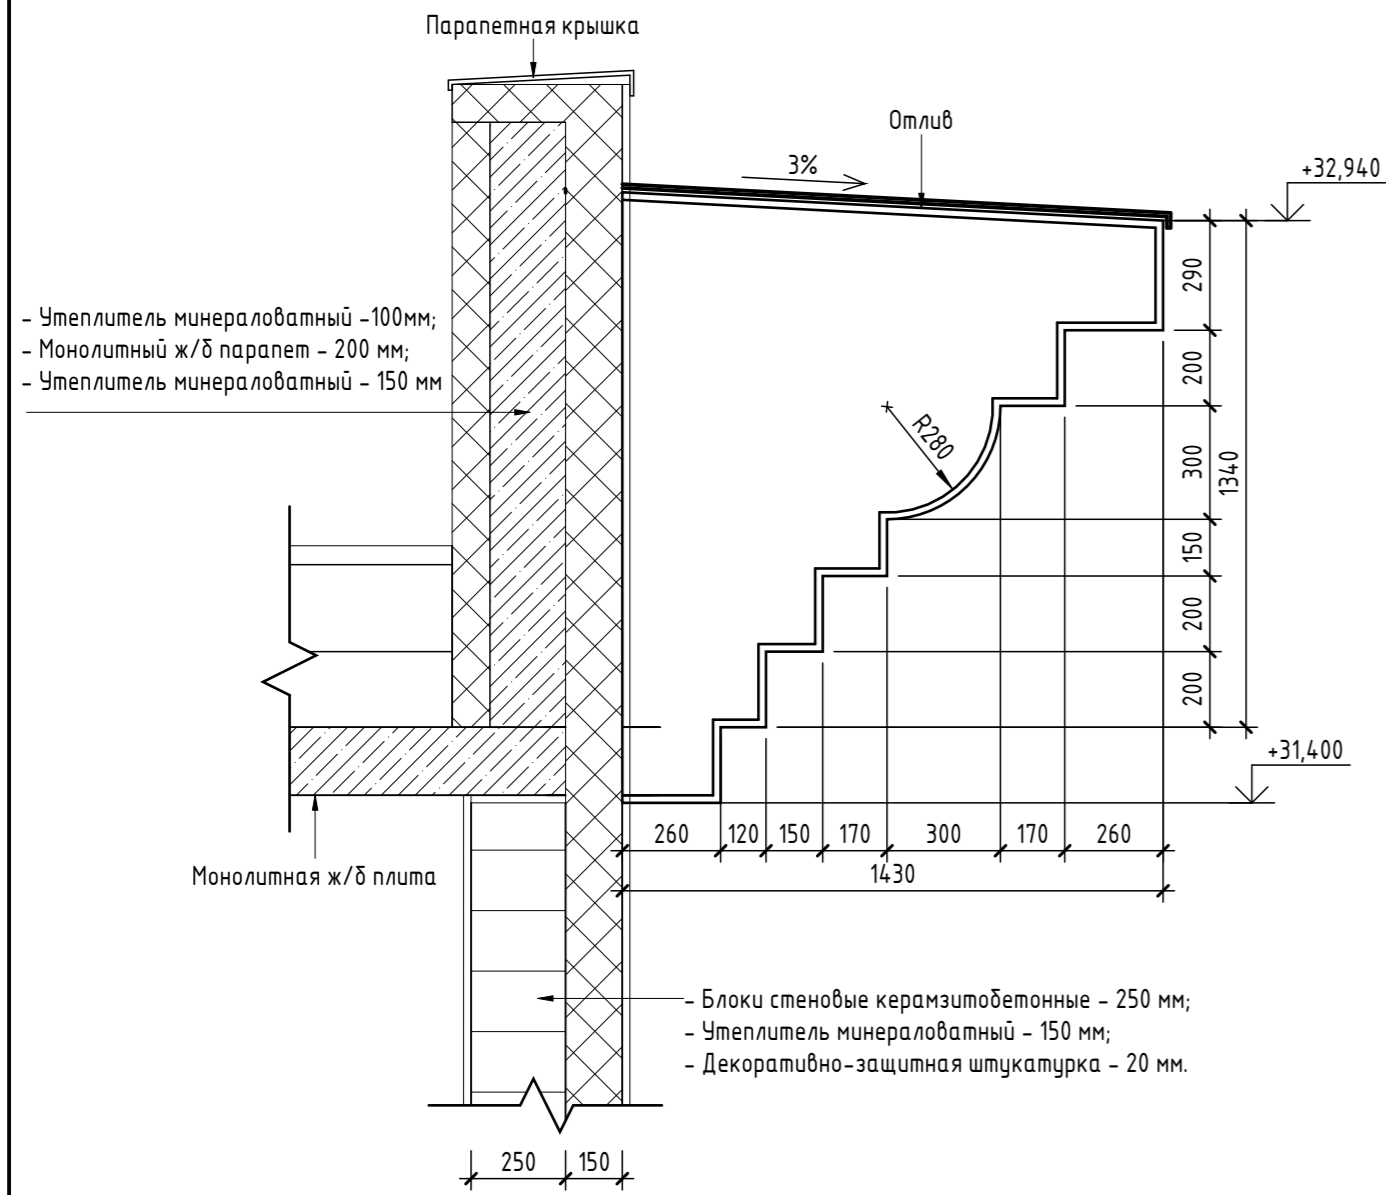 Парапетная крышка
Отлив
3%
+32,940
- Утеплитель минераловатный -100мм;
- Монолитный ж/б парапет - 200 мм;
- Утеплитель минераловатный - 150 мм
R280
290
200
300
150
200
200
1340
+31,400
260 120 150 170 300 170 260
1430
Монолитная ж/б плита
- Блоки стеновые керамзитобетонные - 250 мм;
- Утеплитель минераловатный - 150 мм;
- Декоративно-защитная штукатурка - 20 мм.
250 150